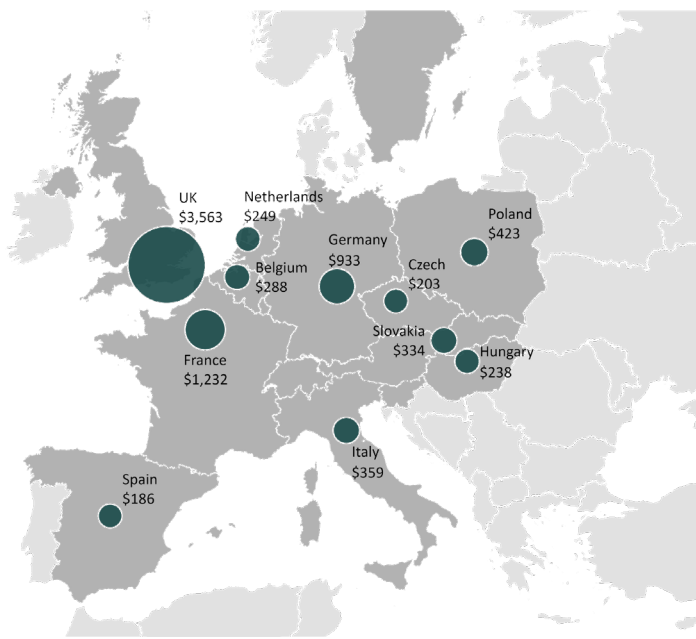 UK
$3,563
Netherlands
$249
Poland
$423
Germany
$933
Belgium
$288
Czech
$203
Slovakia
$334
Hungary
$238
France
$1,232
Italy
$359
Spain
$186